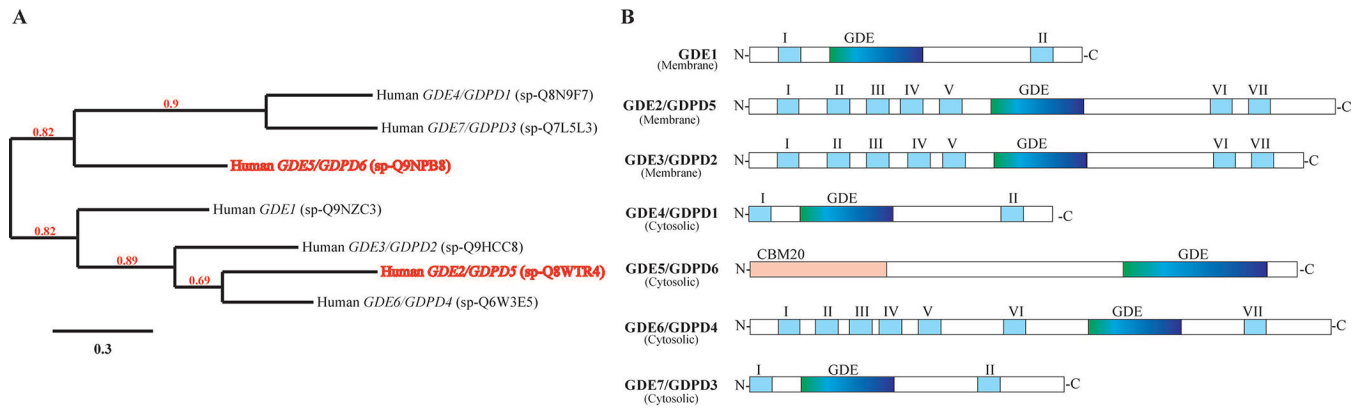 A
0.9
Human GDE4/GDPD1 (sp-Q8N9F7)
Human GDE7/GDPD3 (sp-Q7L5L3)
0.82
Human GDE5/GDPD6 (sp-Q9NPB8)
Human GDE1 (sp-Q9NZC3)
0.82
Human GDE3/GDPD2 (sp-Q9HCC8)
0.89
Human GDE2/GDPD5 (sp-Q8WTR4)
0.69
Human GDE6/GDPD4 (sp-Q6W3E5)
0.3
B
I GDE II
GDE1 N- -C
(Membrane)
I II III IV V GDE VI VII
GDE2/GDPD5 N- -C
(Membrane)
I II III IV V GDE VI VII
GDE3/GDPD2 N- -C
(Membrane)
I GDE II
GDE4/GDPD1 N- -C
(Cytosolic)
CBM20 GDE
GDE5/GDPD6 N- -C
(Cytosolic)
I II III IV V VI GDE VII
GDE6/GDPD4 N- -C
(Cytosolic)
I GDE II
GDE7/GDPD3 N- -C
(Cytosolic)